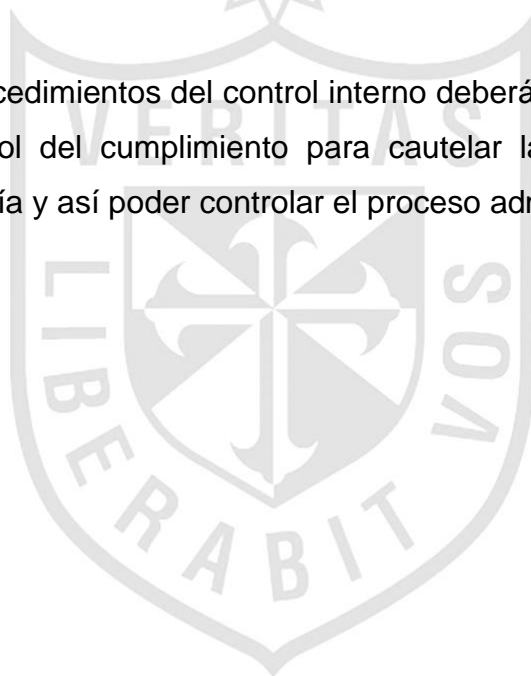 cedimientos del control interno deberá
ol del cumplimiento para cautelar la
ía y así poder controlar el proceso adr
VERITAS
LIBERABIT
VOS